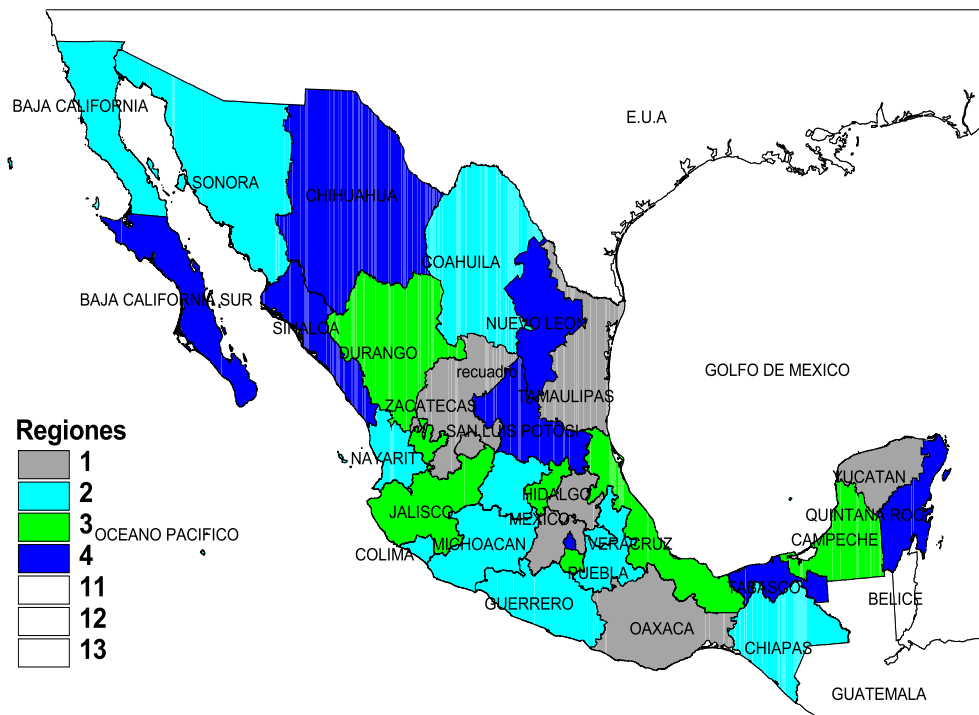 BAJA CALIFORNIA
E.U.A
SONORA
CHIHUAHUA
COAHUILA
BAJA CALIFORNIA SUR
SINALOA
NUEVO LEON
DURANGO
recuadro
GOLFO DE MEXICO
TAMAULIPAS
ZACATECAS
SAN LUIS POTOSI
NAYARIT
YUCATAN
HIDALGO
JALISCO
MEXICO
QUINTANA ROO
CAMPECHE
MICHOACAN
VERACRUZ
COLIMA
PUEBLA
TABASCO
GUERRERO
BELICE
OAXACA
CHIAPAS
GUATEMALA
OCEANO PACIFICO
Regiones
1
2
3
4
11
12
13